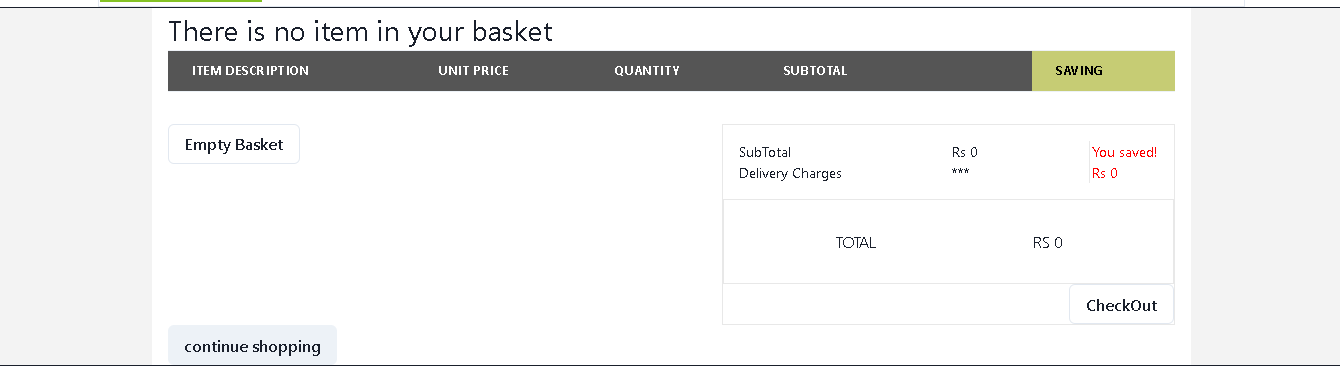 There is no item in your basket
ITEM DESCRIPTION UNIT PRICE QUANTITY SUBTOTAL SAVING
Empty Basket
SubTotal Rs 0 You saved!
Delivery Charges *** Rs 0
TOTAL RS 0
CheckOut
continue shopping